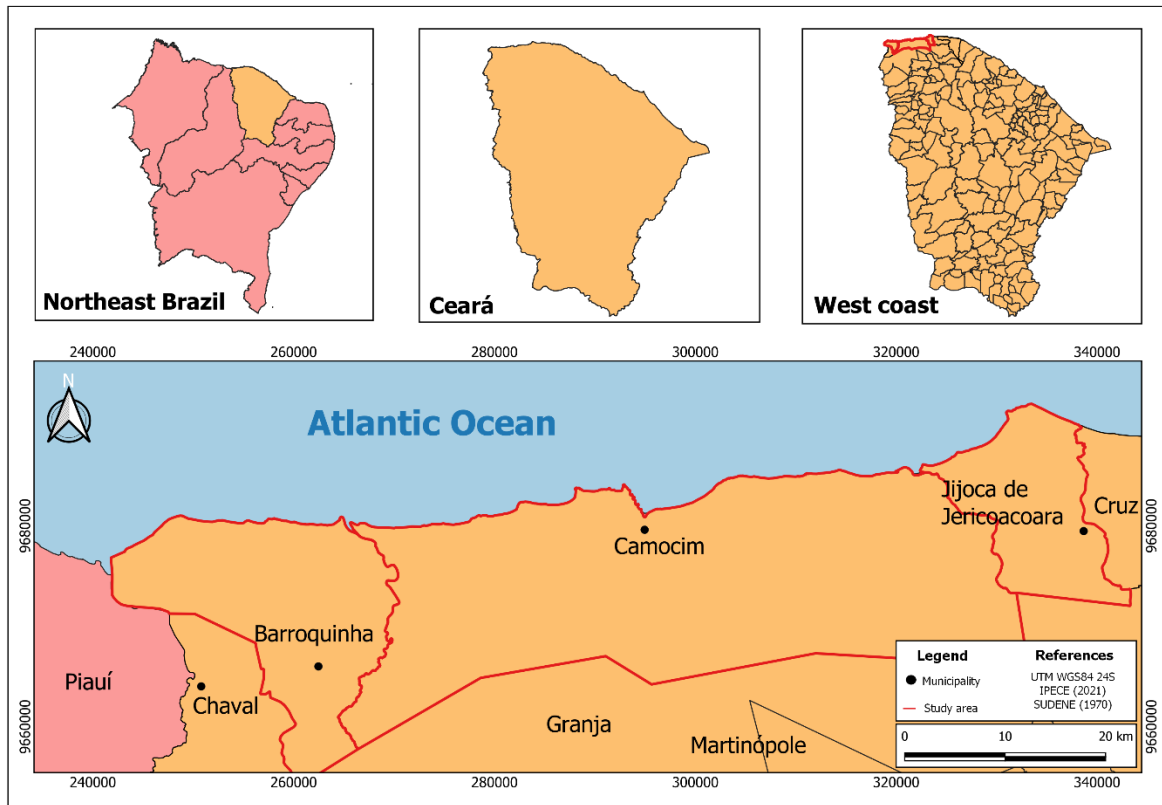 Northeast Brazil
Ceará
West coast
240000
260000
280000
300000
320000
340000
N
Atlantic Ocean
9680000
9680000
Jijoca de
Jericoacoara
Cruz
Camocim
Barroquinha
Piauí
Chaval
Granja
Martinópole
9660000
9660000
Legend
Municipality
Study area
References
UTM WGS84 24S
IPECE (2021)
SUDENE (1970)
0 10 20 km
240000
260000
280000
300000
320000
340000